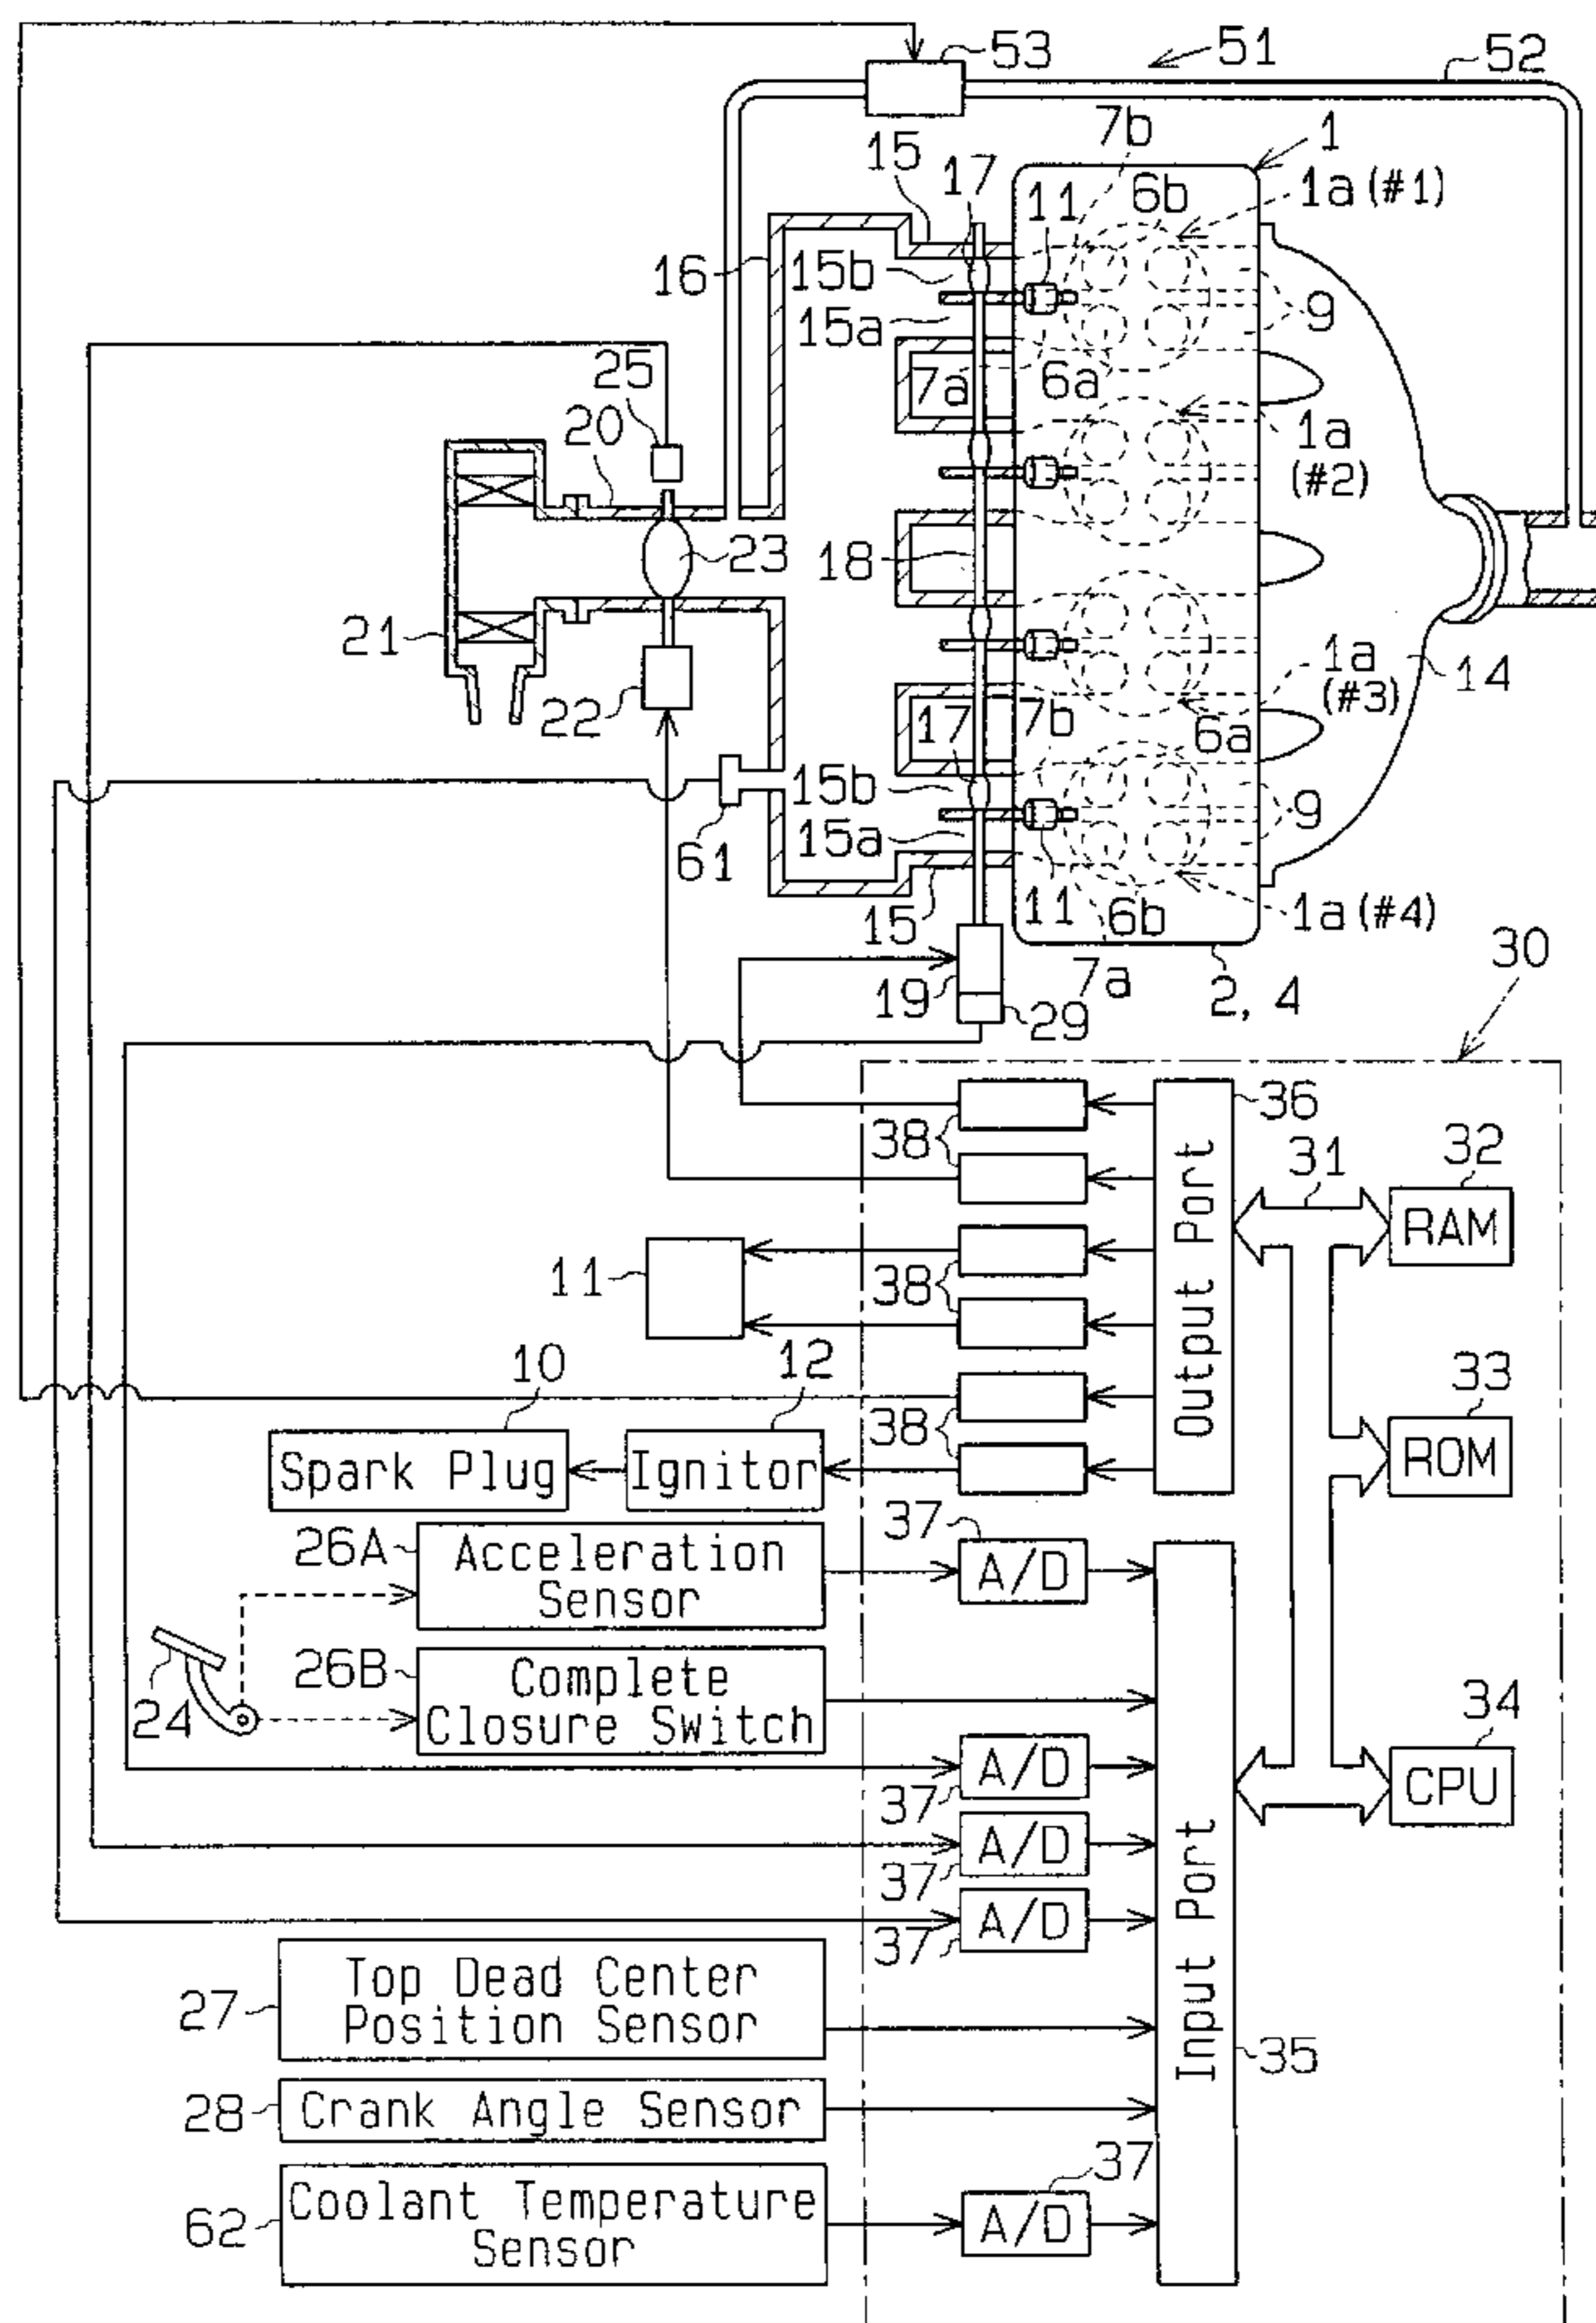 53
51
52
7b
1
15
17
11
6b
1a (#1)
16
15b
15a
9
7a
6a
25
20
1a
(#2)
18
23
21
22
17
7b
1a
(#3)
14
6a
15b
15a
9
61
15
11
6b
1a (#4)
7a
2, 4
19
29
30
36
38
31
32
RAM
Output Port
11
38
10
12
38
33
ROM
Spark Plug
Ignitor
26A
Acceleration
Sensor
37
A/D
26B
Complete
Closure Switch
24
34
CPU
A/D
37
A/D
37
A/D
37
Input Port
35
27
Top Dead Center
Position Sensor
28
Crank Angle Sensor
37
62
Coolant Temperature
Sensor
A/D